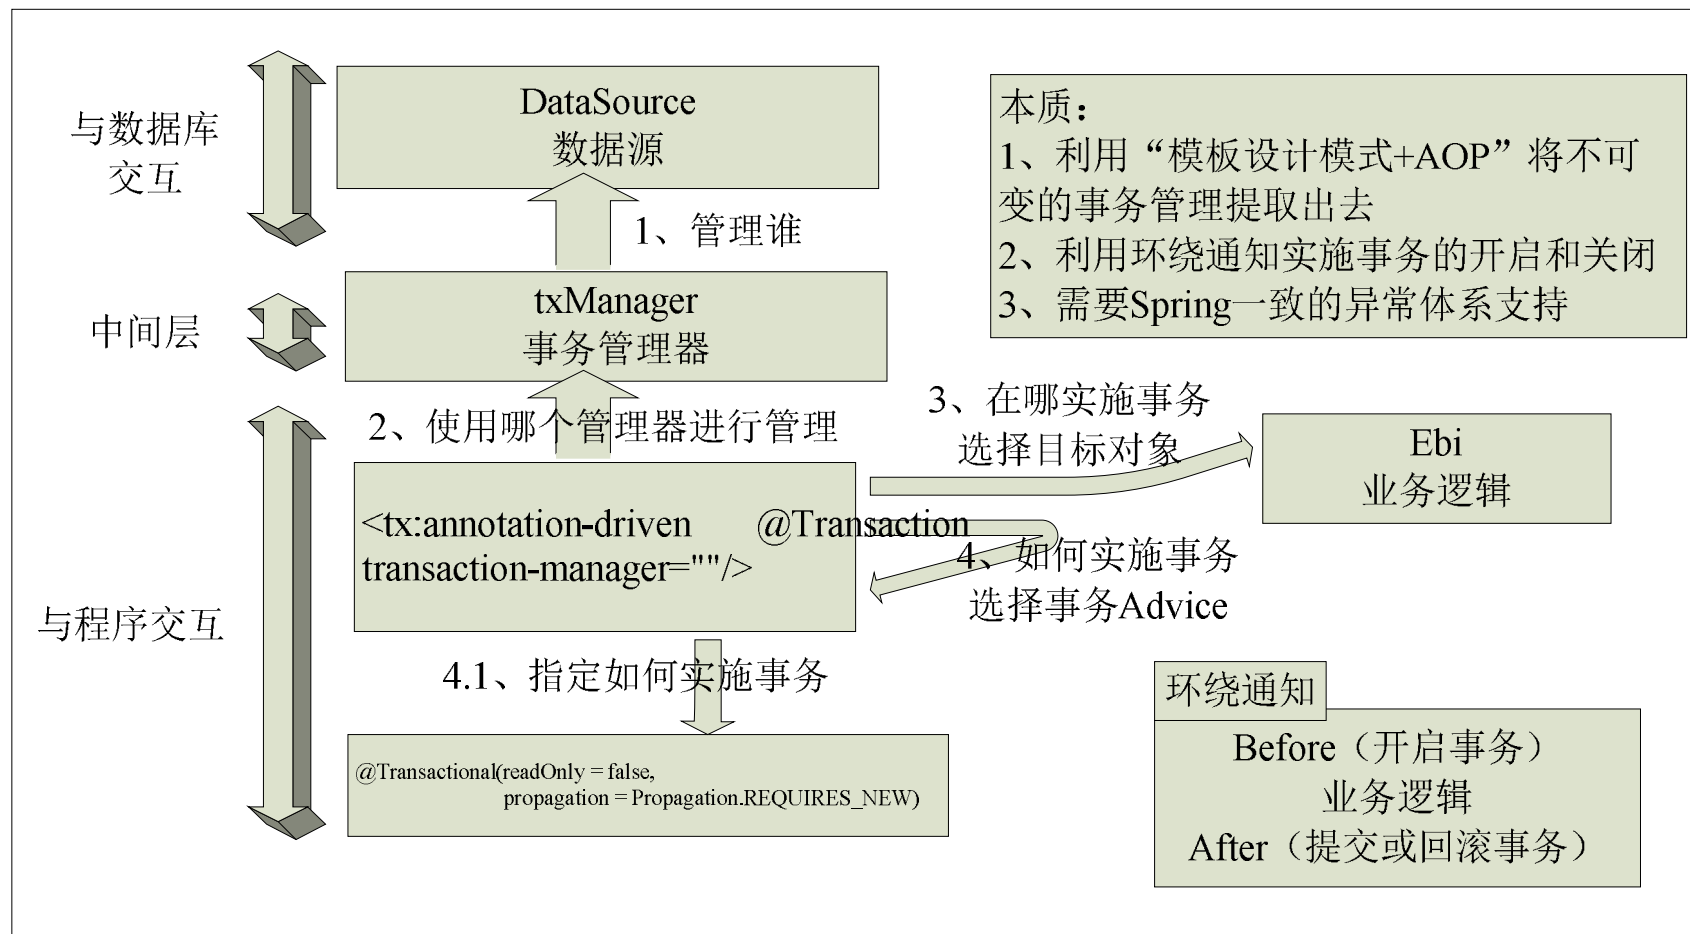 与数据库
交互
DataSource
数据源
本质：
1、利用“模板设计模式+AOP”将不可
变的事务管理提取出去
2、利用环绕通知实施事务的开启和关闭
3、需要Spring一致的异常体系支持
1、管理谁
中间层
txManager
事务管理器
2、使用哪个管理器进行管理
3、在哪实施事务
选择目标对象
Ebi
业务逻辑
<tx:annotation-driven @Transaction
transaction-manager=""/>
4、如何实施事务
选择事务Advice
与程序交互
4.1、指定如何实施事务
@Transactional(readOnly = false,
propagation = Propagation.REQUIRES_NEW)
环绕通知
Before（开启事务）
业务逻辑
After（提交或回滚事务）